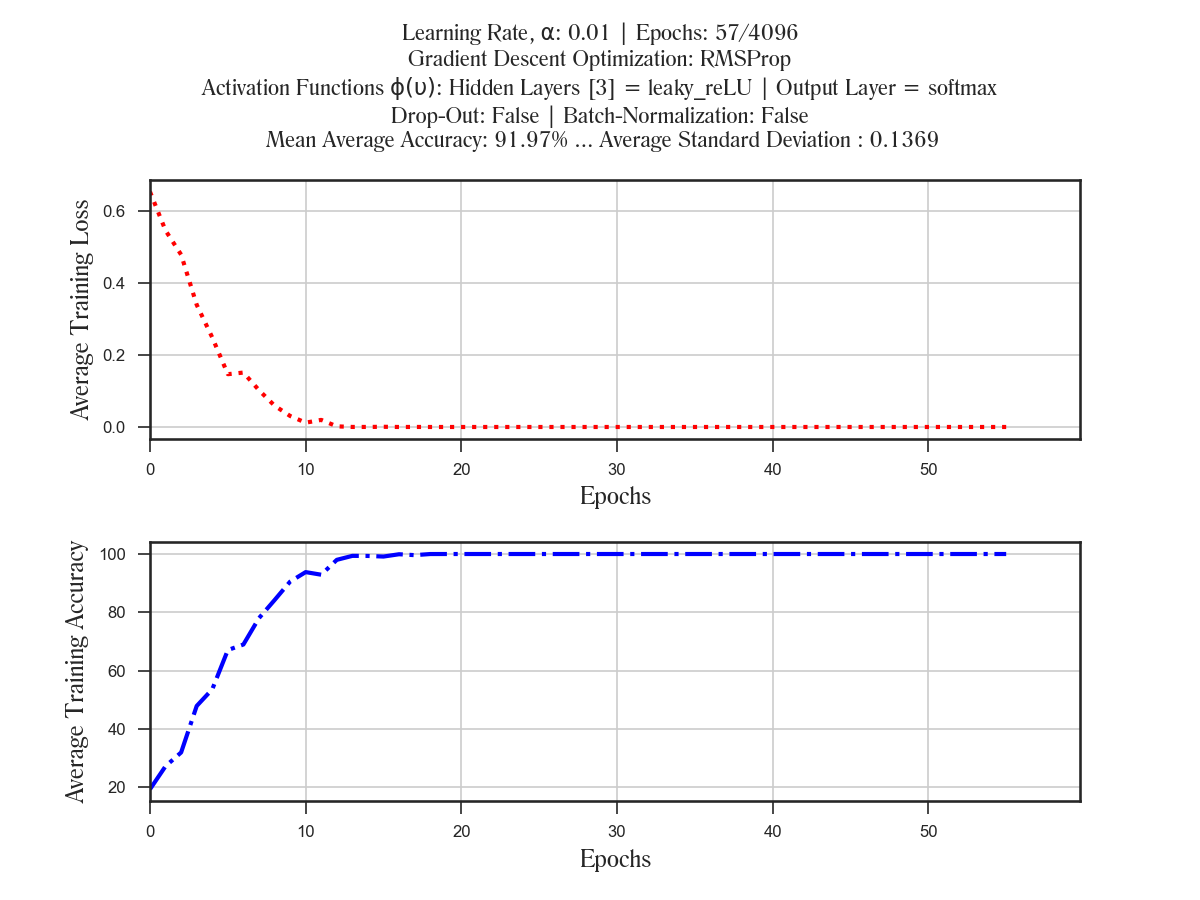 Learning Rate, α: 0.01 | Epochs: 57/4096
Gradient Descent Optimization: RMSProp
Activation Functions ϕ(υ): Hidden Layers [3] = leaky_reLU | Output Layer = softmax
Drop-Out: False | Batch-Normalization: False
Mean Average Accuracy: 91.97% ... Average Standard Deviation : 0.1369
Average Training Loss
0.6
0.4
0.2
0.0
0 10 20 30 40 50
Epochs
Average Training Accuracy
100
80
60
40
20
0 10 20 30 40 50
Epochs